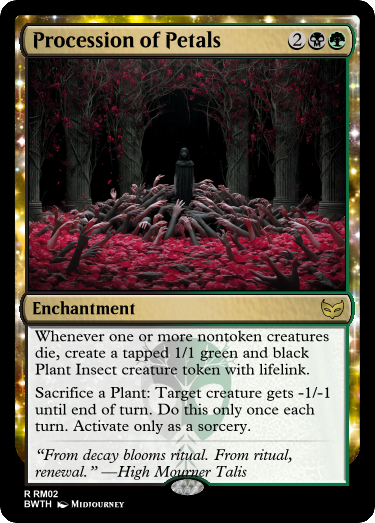 Procession of Petals 2
Enchantment
Whenever one or more nontoken creatures
die, create a tapped 1/1 green and black
Plant Insect creature token with lifelink.
Sacrifice a Plant: Target creature gets -1/-1
until end of turn. Do this only once each
turn. Activate only as a sorcery.
“From decay blooms ritual. From ritual,
renewal.” —High Mourner Talis
R RM02
BWTH MIDJOURNEY